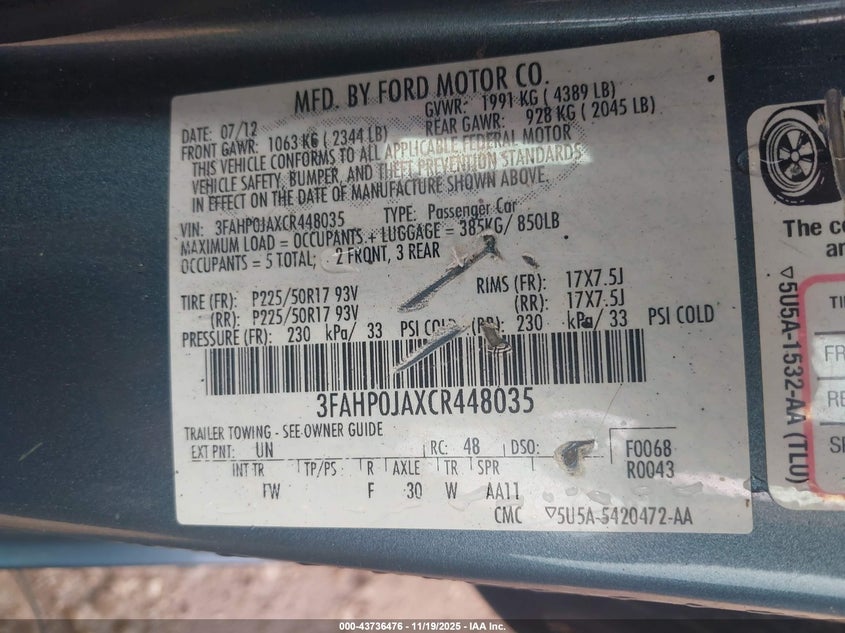 MFD. BY FORD MOTOR CO.
DATE: 07/12 GVWR: 1991 KG ( 4389 LB)
FRONT GAWR: 1063 KG ( 2344 LB) REAR GAWR: 928 KG ( 2045 LB)
THIS VEHICLE CONFORMS TO ALL APPLICABLE FEDERAL MOTOR
VEHICLE SAFETY, BUMPER, AND THEFT PREVENTION STANDARDS
IN EFFECT ON THE DATE OF MANUFACTURE SHOWN ABOVE.
VIN: 3FAHP0JAXCR448035 TYPE: Passenger Car
MAXIMUM LOAD = OCCUPANTS + LUGGAGE = 385KG/ 850LB
OCCUPANTS = 5 TOTAL; 2 FRONT, 3 REAR
TIRE (FR): P225/50R17 93V RIMS (FR): 17X7.5J
(RR): P225/50R17 93V (RR): 17X7.5J
PRESSURE (FR): 230 kPa/ 33 PSI COLD (RR): 230 kPa/ 33 PSI COLD
3FAHP0JAXCR448035
TRAILER TOWING - SEE OWNER GUIDE
EXT PNT: UN RC: 48 DSO: F0068
INT TR TP/PS R AXLE TR SPR R0043
FW F 30 W AA11
CMC ▽5U5A-5420472-AA
The
an
▽5U5A-1532-AA (TLU)
TI
FR
RE
000-43736476 - 11/19/2025 - IAA Inc.